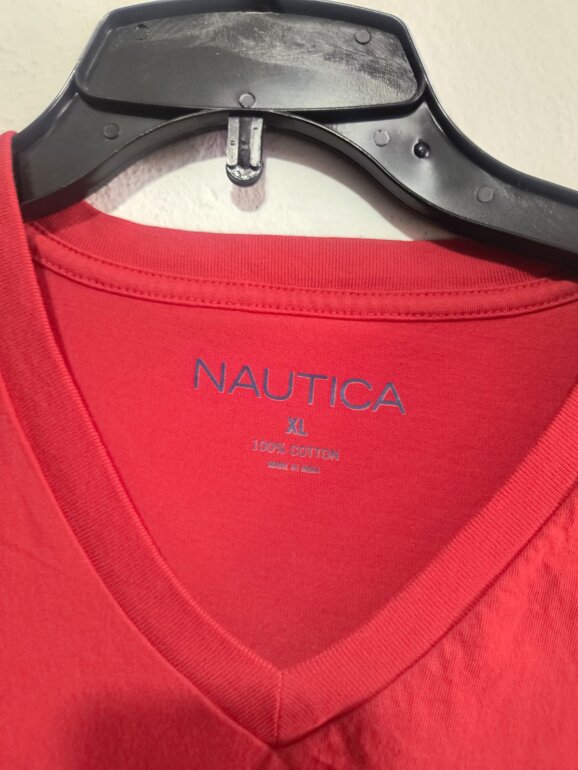 NAUTICA
XL
100% COTTON
MADE IN INDIA